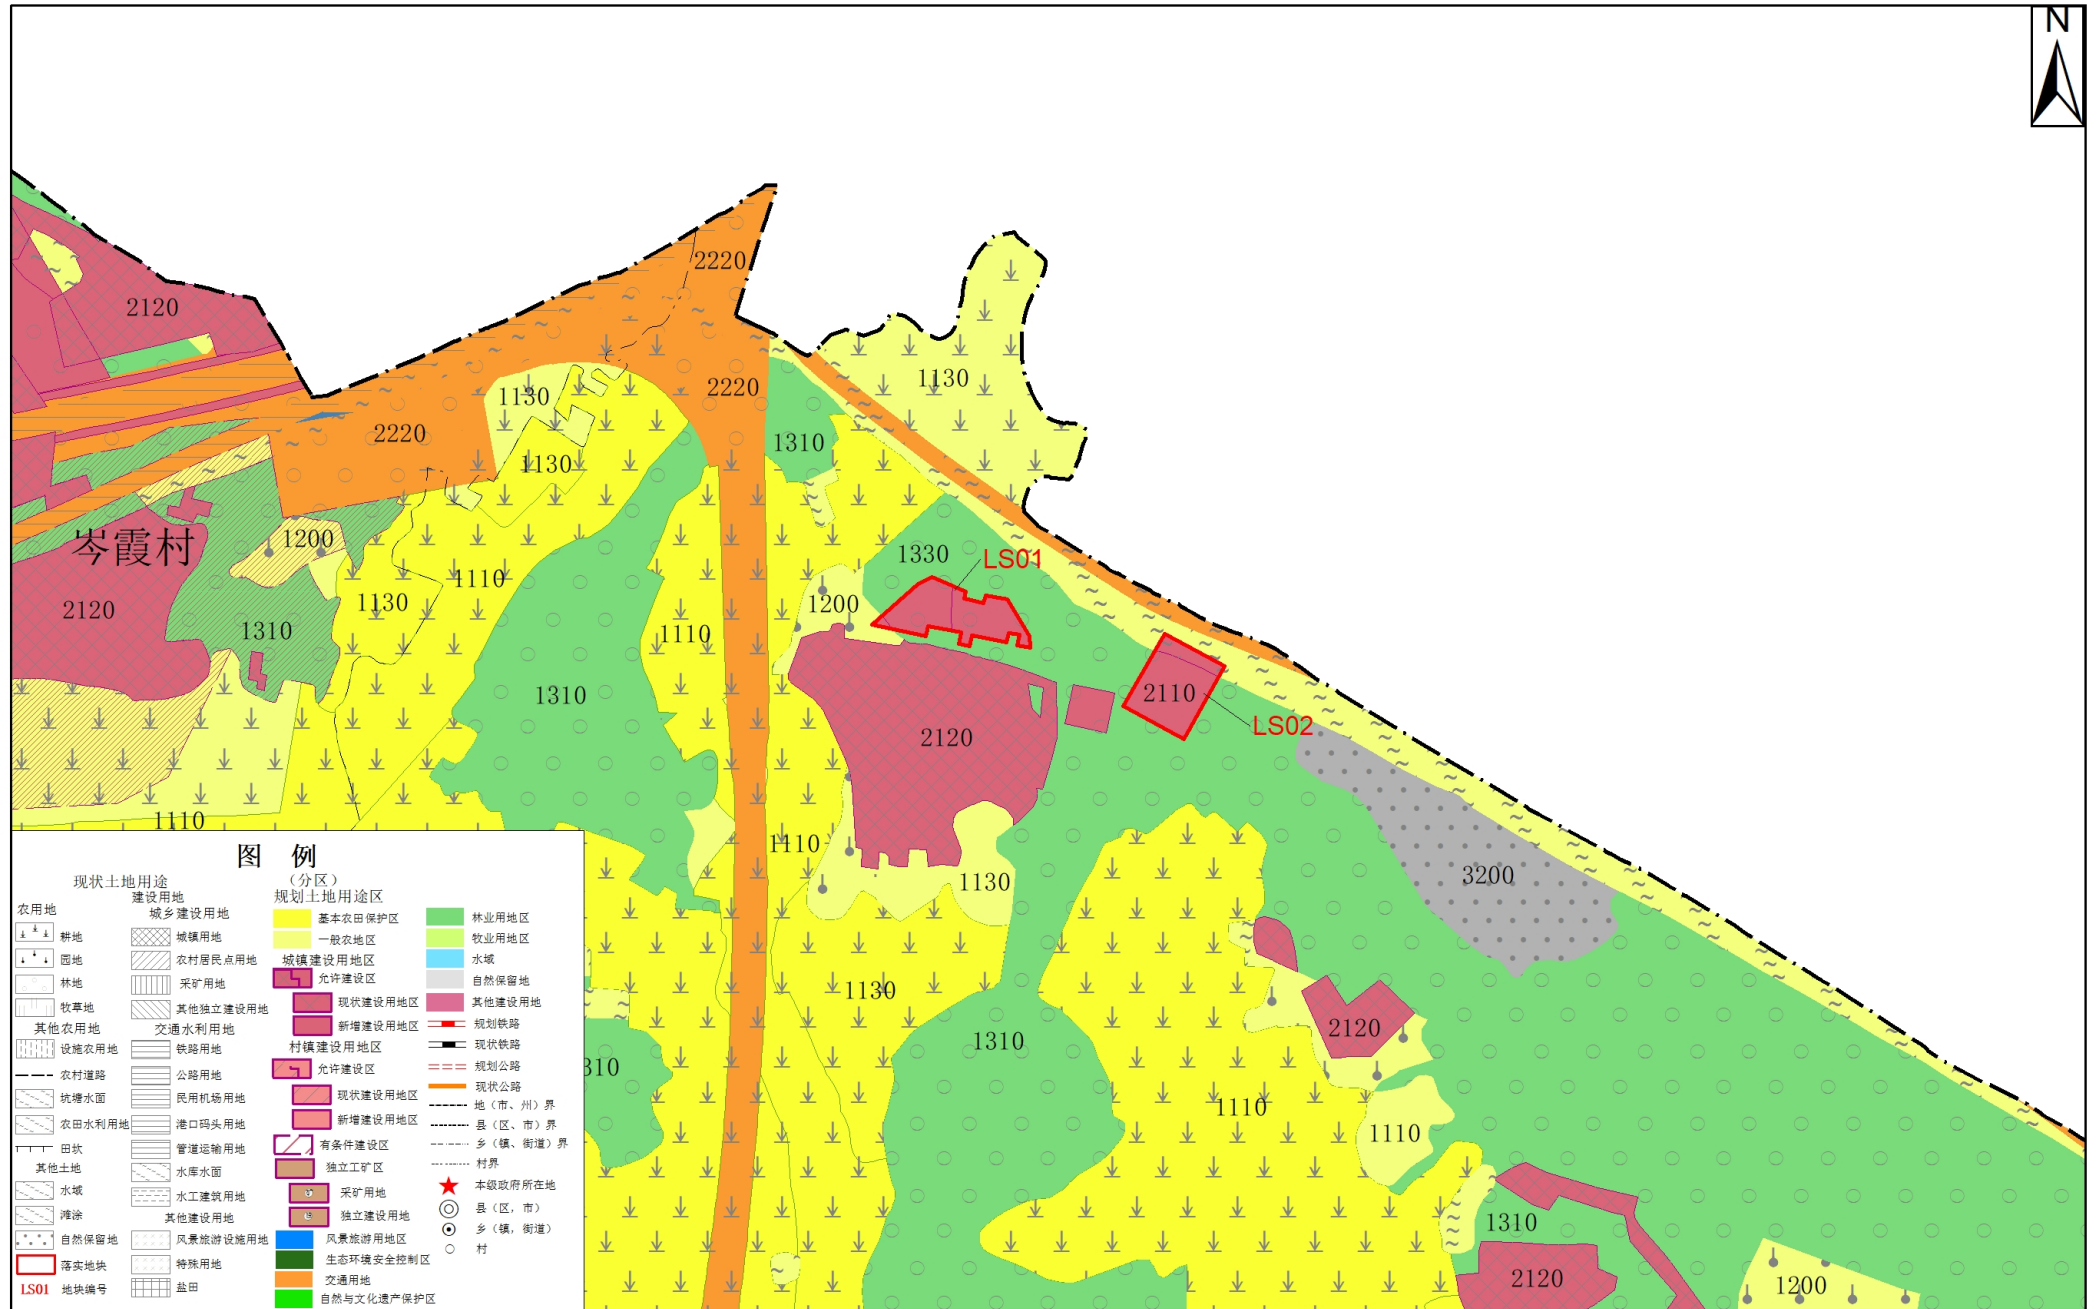 N
2220
2120
1130
2220
1130
2220
1310
1130
岑霞村
1200
1330
LS01
1110
1130
1200
2120
1310
1110
1310
2110
LS02
2120
1110
1110
1130
3200
1130
2120
1310
310
1110
1110
1310
2120
1200
图 例
(分区)
现状土地用途
农用地
耕地
园地
林地
牧草地
其他农用地
设施农用地
农村道路
坑塘水面
农田水利用地
田坎
其他土地
水域
滩涂
自然保留地
落实地块
LS01 地块编号
建设用地
城乡建设用地
城镇用地
农村居民点用地
采矿用地
其他独立建设用地
交通水利用地
铁路用地
公路用地
民用机场用地
港口码头用地
管道运输用地
水库水面
水工建筑用地
其他建设用地
风景旅游设施用地
特殊用地
盐田
规划土地用途区
基本农田保护区
一般农地区
城镇建设用地区
允许建设区
现状建设用地区
新增建设用地区
村镇建设用地区
允许建设区
现状建设用地区
新增建设用地区
有条件建设区
独立工矿区
采矿用地
独立建设用地
风景旅游用地区
生态环境安全控制区
交通用地
自然与文化遗产保护区
林业用地区
牧业用地区
水域
自然保留地
其他建设用地
规划铁路
现状铁路
规划公路
现状公路
地（市、州）界
县（区、市）界
乡（镇、街道）界
村界
本级政府所在地
县（区，市）
乡（镇，街道）
村